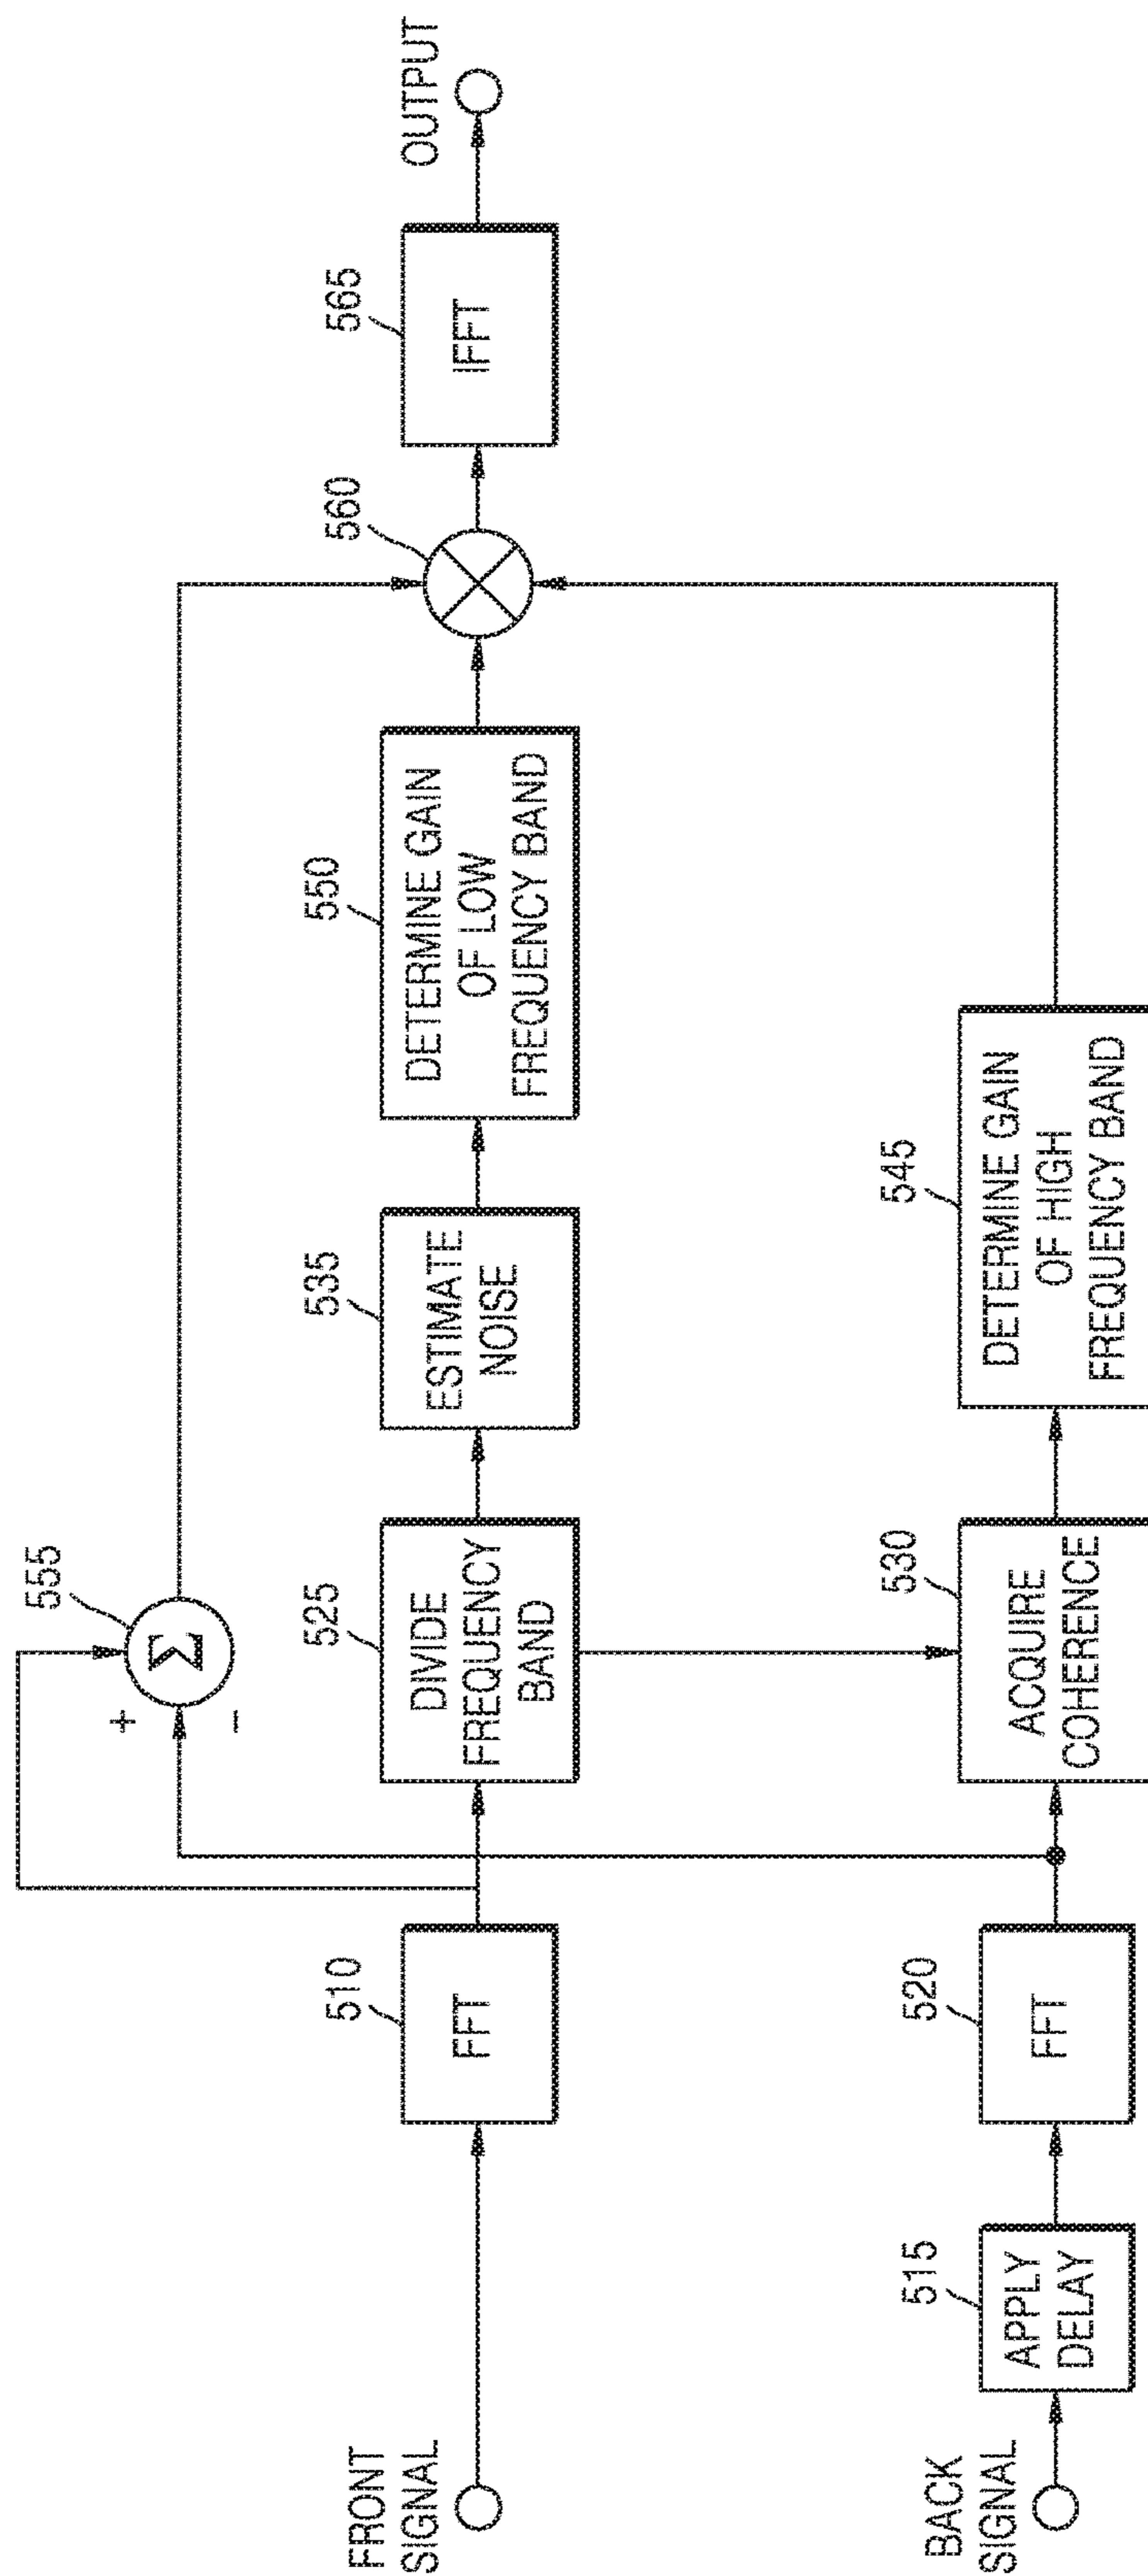 FRONT
SIGNAL
510
FFT
555
+
Σ
−
525
DIVIDE
FREQUENCY
BAND
535
ESTIMATE
NOISE
550
DETERMINE GAIN
OF LOW
FREQUENCY BAND
560
565
IFFT
OUTPUT
BACK
SIGNAL
515
APPLY
DELAY
520
FFT
530
ACQUIRE
COHERENCE
545
DETERMINE GAIN
OF HIGH
FREQUENCY BAND